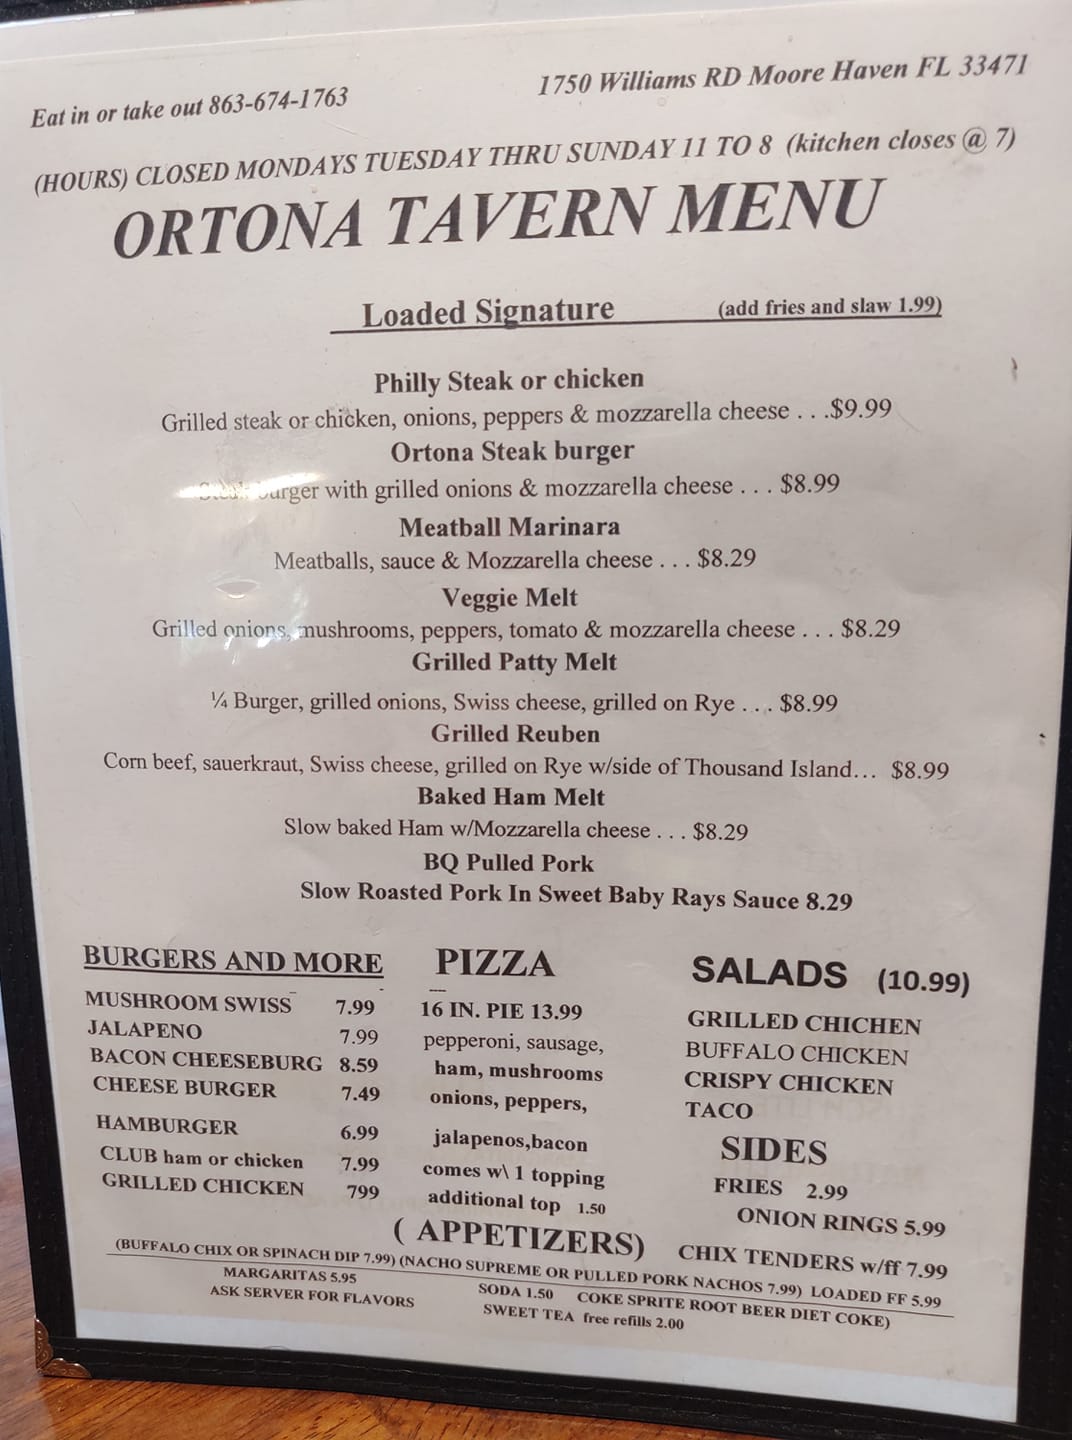 Eat in or take out 863-674-1763 1750 Williams RD Moore Haven FL 33471
(HOURS) CLOSED MONDAYS TUESDAY THRU SUNDAY 11 TO 8 (kitchen closes @ 7)
ORTONA TAVERN MENU
Loaded Signature (add fries and slaw 1.99)
Philly Steak or chicken
Grilled steak or chicken, onions, peppers & mozzarella cheese . . .$9.99
Ortona Steak burger
Steak burger with grilled onions & mozzarella cheese . . . $8.99
Meatball Marinara
Meatballs, sauce & Mozzarella cheese . . . $8.29
Veggie Melt
Grilled onions, mushrooms, peppers, tomato & mozzarella cheese . . . $8.29
Grilled Patty Melt
¼ Burger, grilled onions, Swiss cheese, grilled on Rye . . . $8.99
Grilled Reuben
Corn beef, sauerkraut, Swiss cheese, grilled on Rye w/side of Thousand Island... $8.99
Baked Ham Melt
Slow baked Ham w/Mozzarella cheese . . . $8.29
BQ Pulled Pork
Slow Roasted Pork In Sweet Baby Rays Sauce 8.29
BURGERS AND MORE
MUSHROOM SWISS 7.99
JALAPENO 7.99
BACON CHEESEBURG 8.59
CHEESE BURGER 7.49
HAMBURGER 6.99
CLUB ham or chicken 7.99
GRILLED CHICKEN 799
PIZZA
16 IN. PIE 13.99
pepperoni, sausage,
ham, mushrooms
onions, peppers,
jalapenos,bacon
comes w\ 1 topping
additional top 1.50
SALADS (10.99)
GRILLED CHICHEN
BUFFALO CHICKEN
CRISPY CHICKEN
TACO
SIDES
FRIES 2.99
ONION RINGS 5.99
CHIX TENDERS w/ff 7.99
( APPETIZERS)
(BUFFALO CHIX OR SPINACH DIP 7.99) (NACHO SUPREME OR PULLED PORK NACHOS 7.99) LOADED FF 5.99
MARGARITAS 5.95
ASK SERVER FOR FLAVORS
SODA 1.50 COKE SPRITE ROOT BEER DIET COKE)
SWEET TEA free refills 2.00